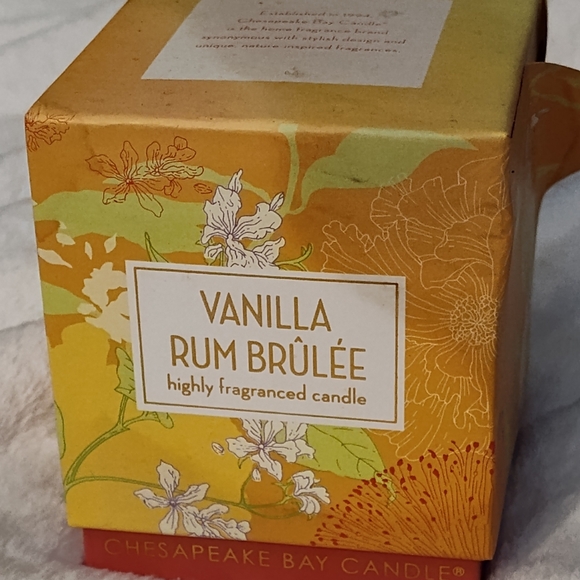 Established in 1994,
Chesapeake Bay Candle®
is the home fragrance brand
synonymous with stylish design and
unique, nature inspired fragrances.
VANILLA
RUM BRÛLÉE
highly fragranced candle
CHESAPEAKE BAY CANDLE®